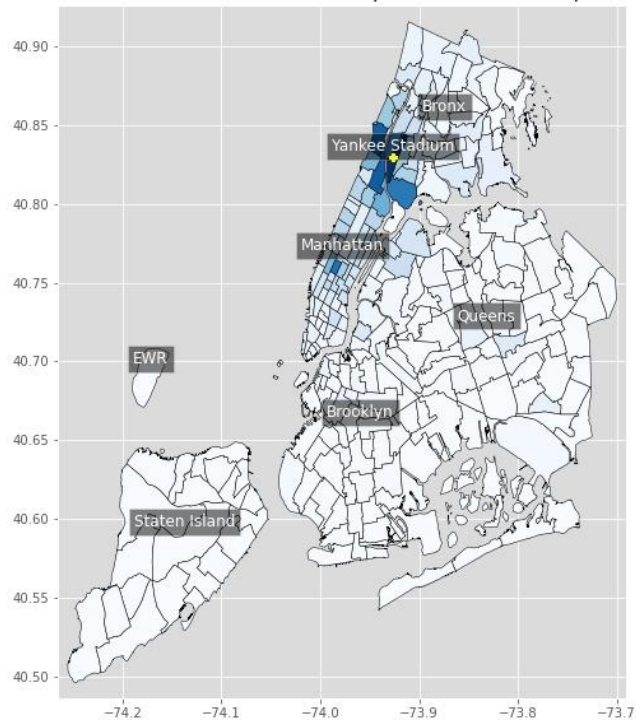 40.90
40.85
Bronx
Yankee Stadium
40.80
Manhattan
40.75
Queens
40.70
EWR
Brooklyn
40.65
40.60
Staten Island
40.55
40.50
−74.2 −74.1 −74.0 −73.9 −73.8 −73.7